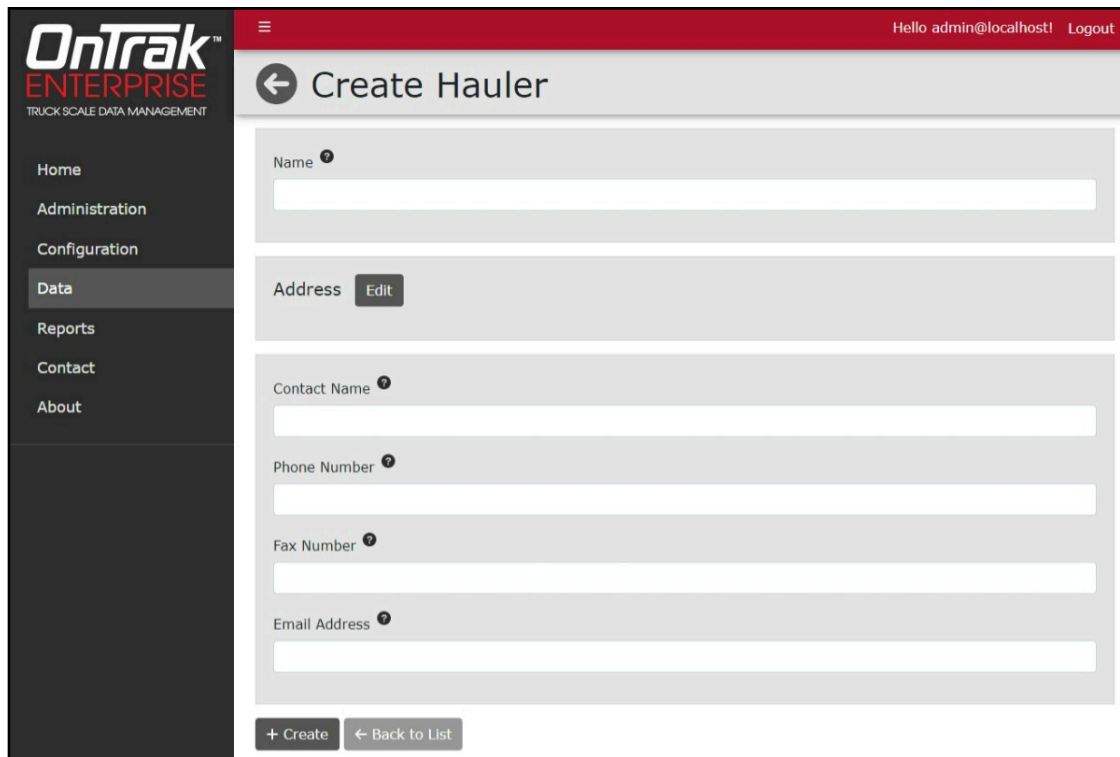 OnTrak™
ENTERPRISE
TRUCK SCALE DATA MANAGEMENT
Home
Administration
Configuration
Data
Reports
Contact
About
Hello admin@localhost! Logout
Create Hauler
Name ?
Address Edit
Contact Name ?
Phone Number ?
Fax Number ?
Email Address ?
+ Create ← Back to List